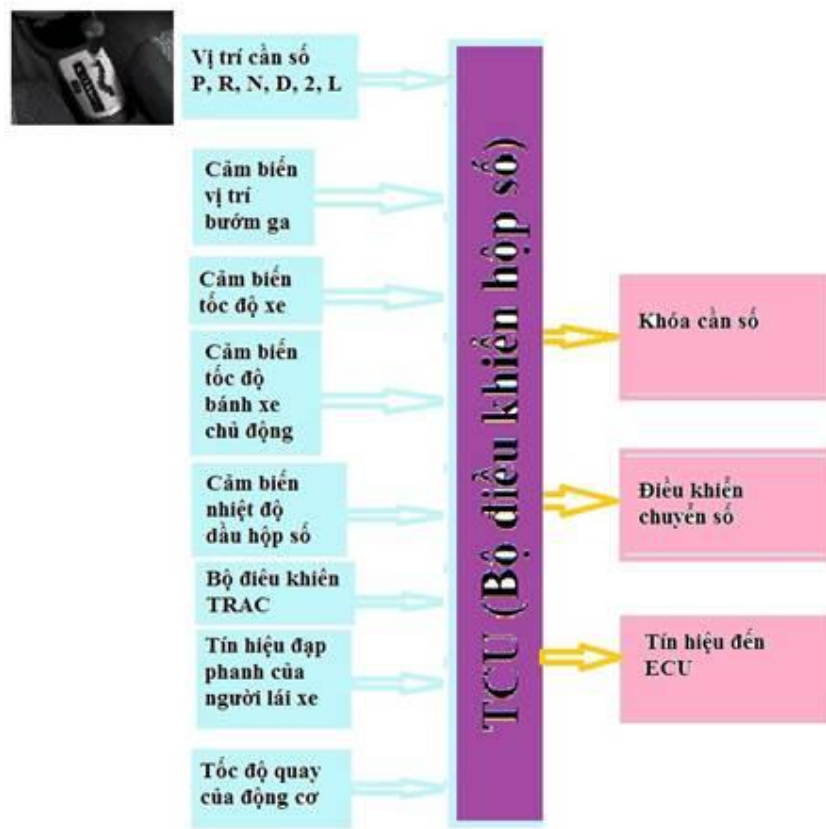 Vị trí cần số
P, R, N, D, 2, L
Cảm biến
vị trí
bướm ga
Cảm biến
tốc độ xe
Cảm biến
tốc độ
bánh xe
chủ động
Cảm biến
nhiệt độ
dầu hộp số
Bộ điêu khiên
TRAC
Tín hiệu đạp
phanh của
người lái xe
Tốc độ quay
của động cơ
TCU (Bộ điều khiển hộp số)
Khóa cần số
Điều khiển
chuyển số
Tín hiệu đến
ECU